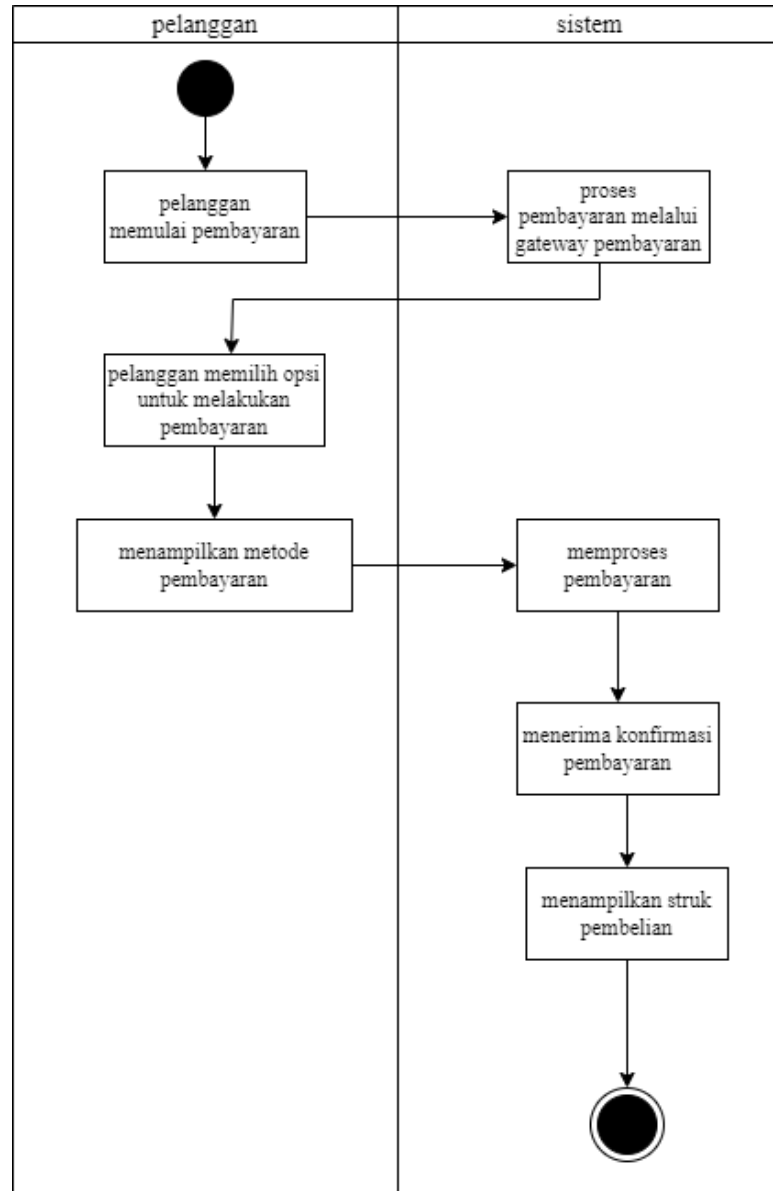 pelanggan
sistem
pelanggan
memulai pembayaran
proses
pembayaran melalui
gateway pembayaran
pelanggan memilih opsi
untuk melakukan
pembayaran
menampilkan metode
pembayaran
memproses
pembayaran
menerima konfirmasi
pembayaran
menampilkan struk
pembelian